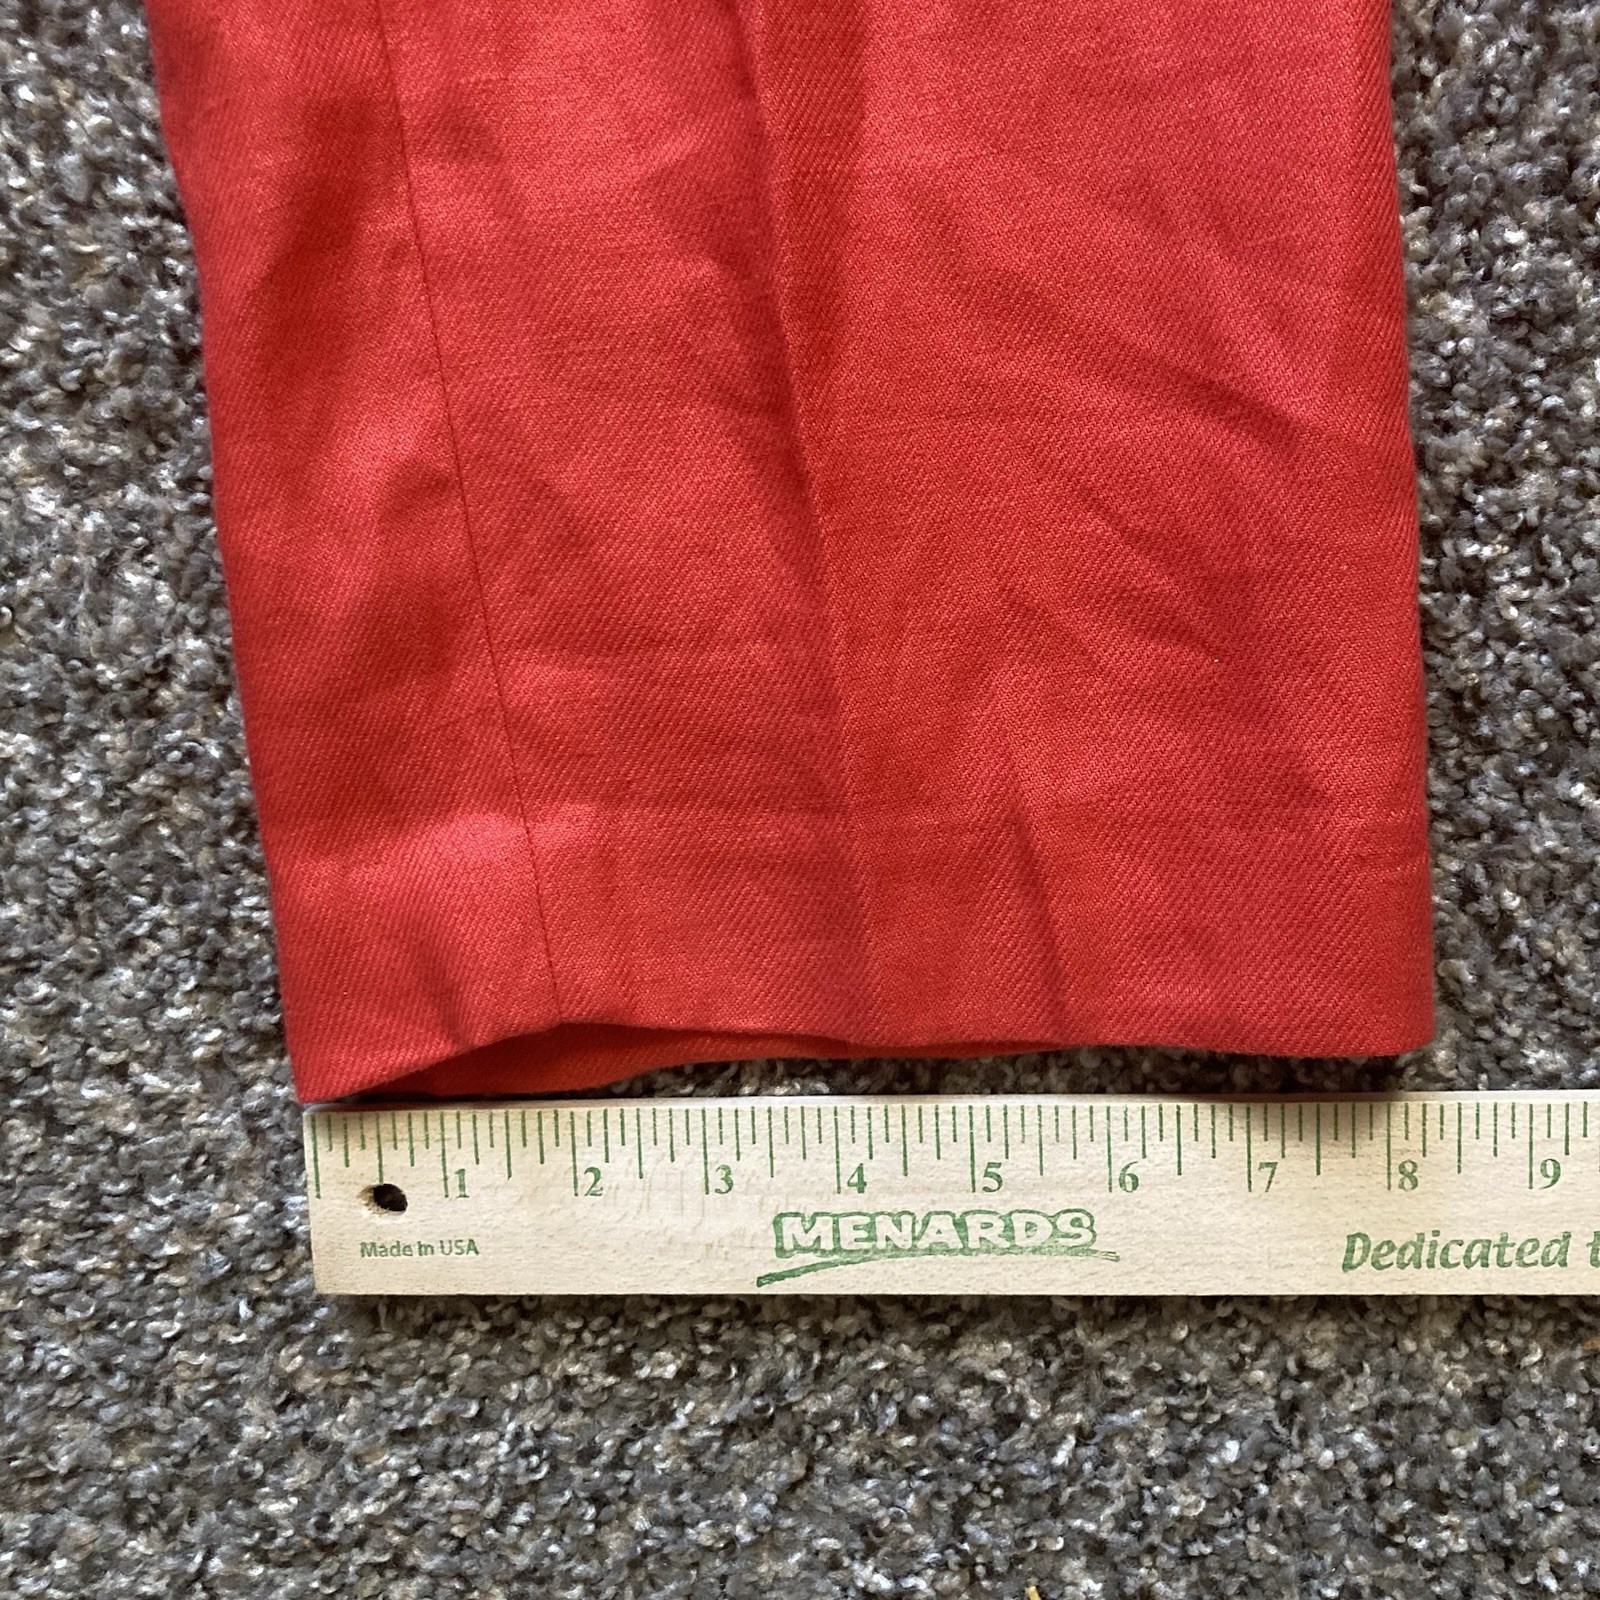 1 2 3 4 5 6 7 8 9
MENARDS
Made in USA
Dedicated t